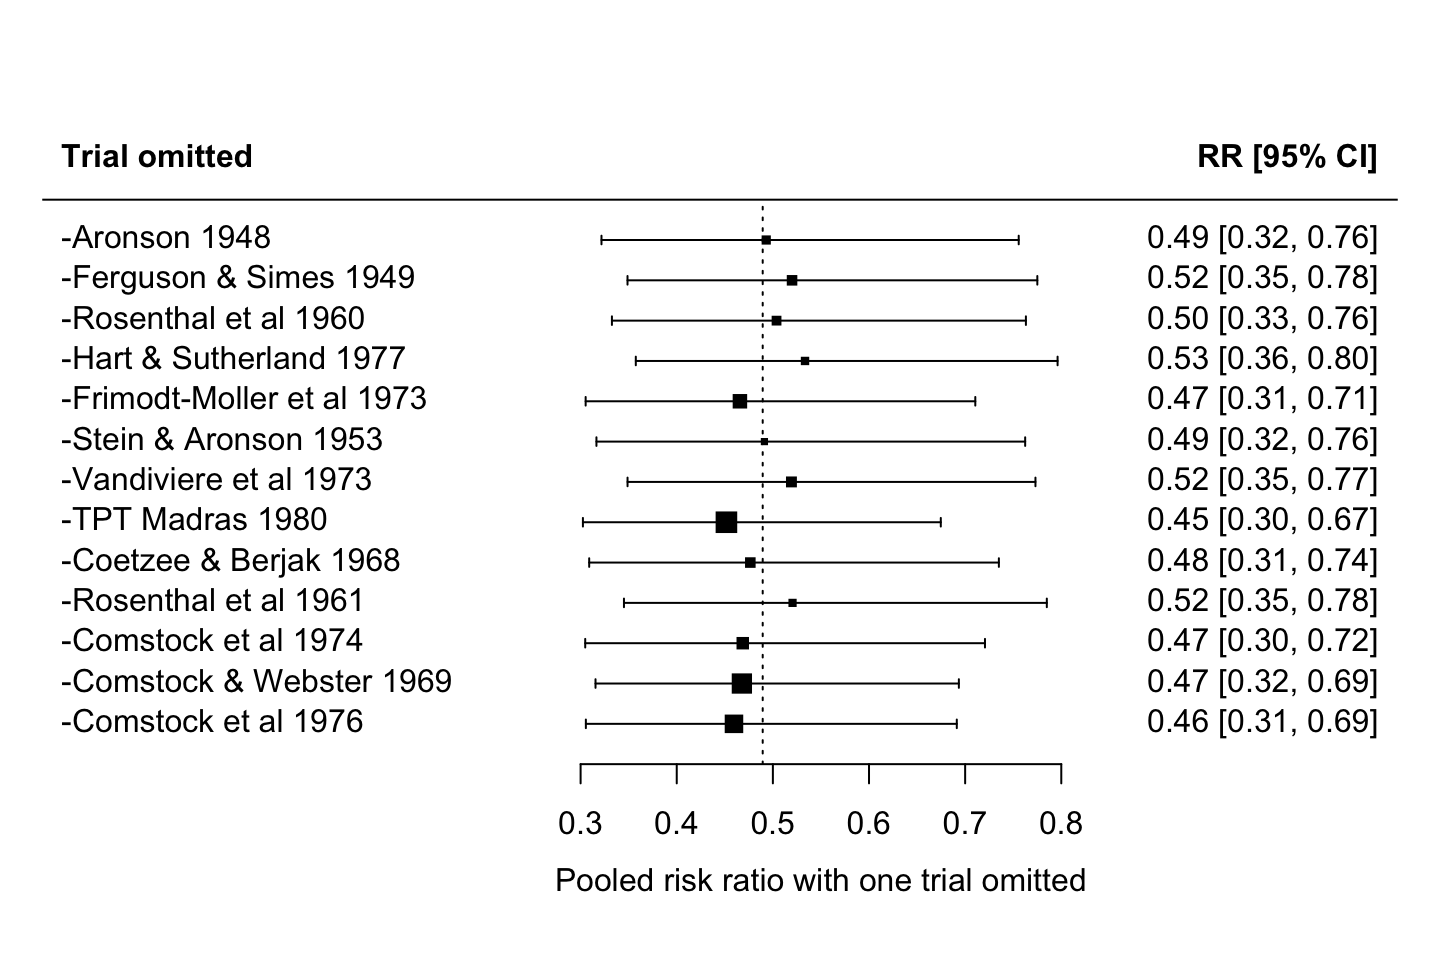 Trial omitted RR [95% CI]
-Aronson 1948 0.49 [0.32, 0.76]
-Ferguson & Simes 1949 0.52 [0.35, 0.78]
-Rosenthal et al 1960 0.50 [0.33, 0.76]
-Hart & Sutherland 1977 0.53 [0.36, 0.80]
-Frimodt-Moller et al 1973 0.47 [0.31, 0.71]
-Stein & Aronson 1953 0.49 [0.32, 0.76]
-Vandiviere et al 1973 0.52 [0.35, 0.77]
-TPT Madras 1980 0.45 [0.30, 0.67]
-Coetzee & Berjak 1968 0.48 [0.31, 0.74]
-Rosenthal et al 1961 0.52 [0.35, 0.78]
-Comstock et al 1974 0.47 [0.30, 0.72]
-Comstock & Webster 1969 0.47 [0.32, 0.69]
-Comstock et al 1976 0.46 [0.31, 0.69]
0.3 0.4 0.5 0.6 0.7 0.8
Pooled risk ratio with one trial omitted